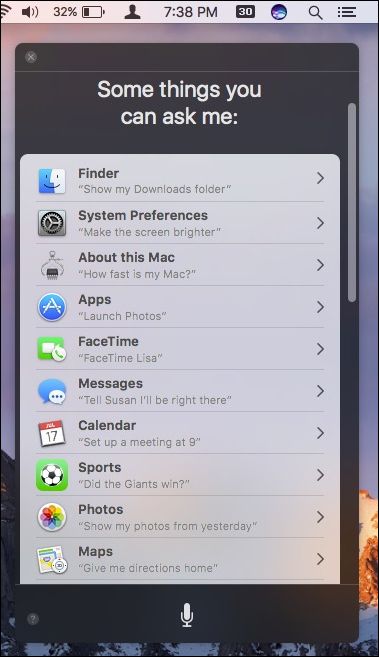 32% 7:38 PM 30
Some things you
can ask me:
Finder
“Show my Downloads folder”
System Preferences
“Make the screen brighter”
About this Mac
“How fast is my Mac?”
Apps
“Launch Photos”
FaceTime
“FaceTime Lisa”
Messages
“Tell Susan I'll be right there”
JUL
17
Calendar
“Set up a meeting at 9”
Sports
“Did the Giants win?”
Photos
“Show my photos from yesterday”
Maps
“Give me directions home”
?